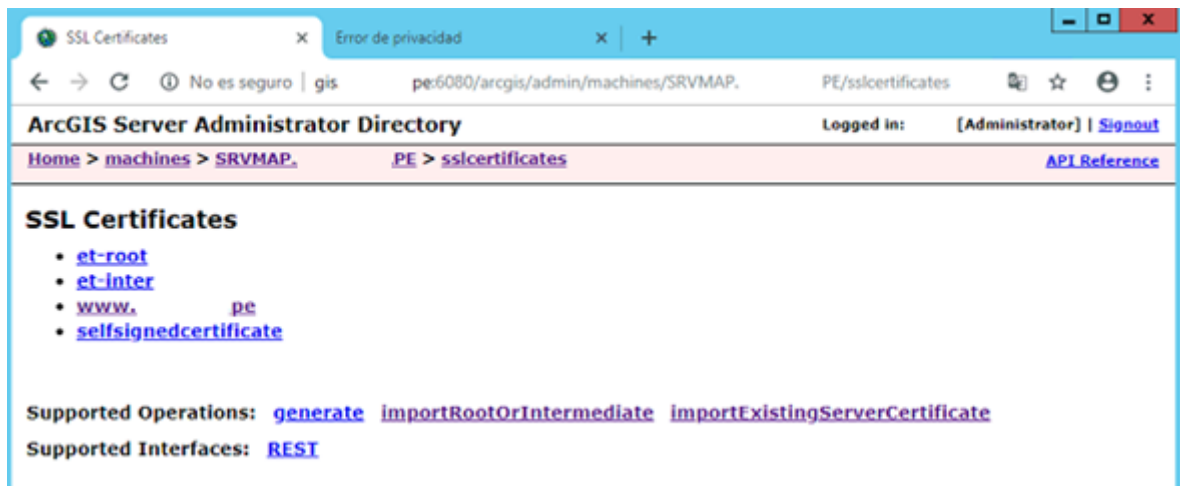 SSL Certificates Error de privacidad
No es seguro | gis pe:6080/arcgis/admin/machines/SRVMAP. PE/sslcertificates
ArcGIS Server Administrator Directory Logged in: [Administrator] | Signout
Home > machines > SRVMAP. .PE > sslcertificates API Reference
SSL Certificates
• et-root
• et-inter
• www. pe
• selfsignedcertificate
Supported Operations: generate importRootOrIntermediate importExistingServerCertificate
Supported Interfaces: REST